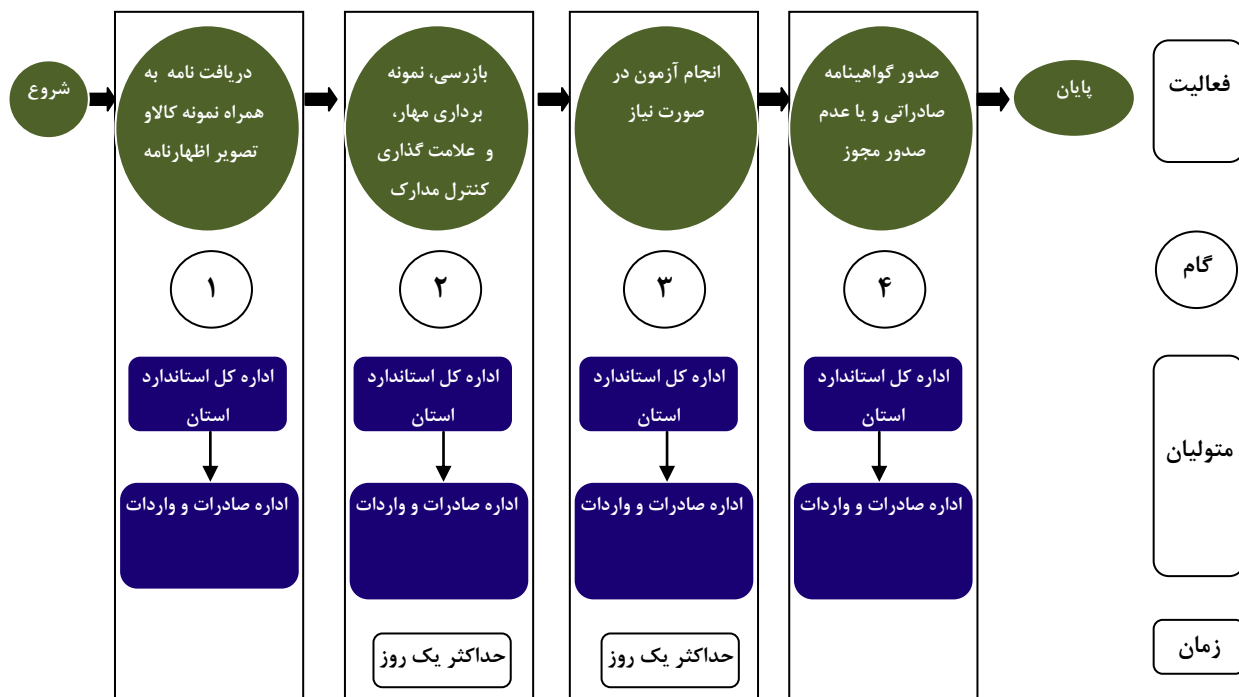 شروع
دریافت نامه به
همراه نمونه کالاو
تصویر اظهارنامه
بازرسی، نمونه
برداری مهار،
و علامت گذاری
کنترل مدارک
انجام آزمون در
صورت نیاز
صدور گواهینامه
صادراتی و یا عدم
صدور مجوز
پایان
فعالیت
۱
۲
۳
۴
گام
اداره کل استاندارد
استان
اداره کل استاندارد
استان
اداره کل استاندارد
استان
اداره کل استاندارد
استان
متولیان
اداره صادرات و واردات
اداره صادرات و واردات
اداره صادرات و واردات
اداره صادرات و واردات
حداکثر یک روز
حداکثر یک روز
زمان